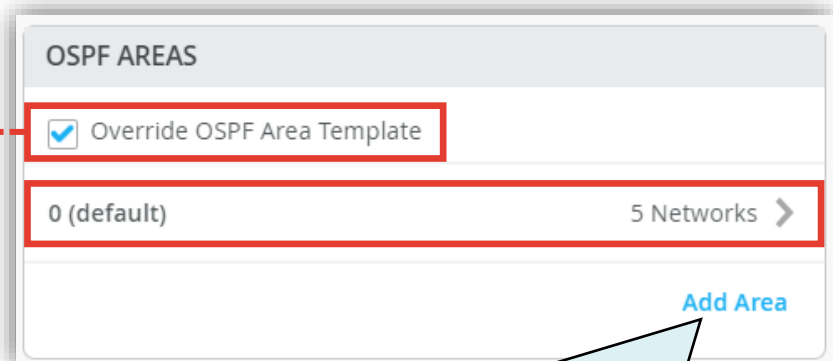 OSPF AREAS
Override OSPF Area Template
0 (default) 5 Networks
Add Area